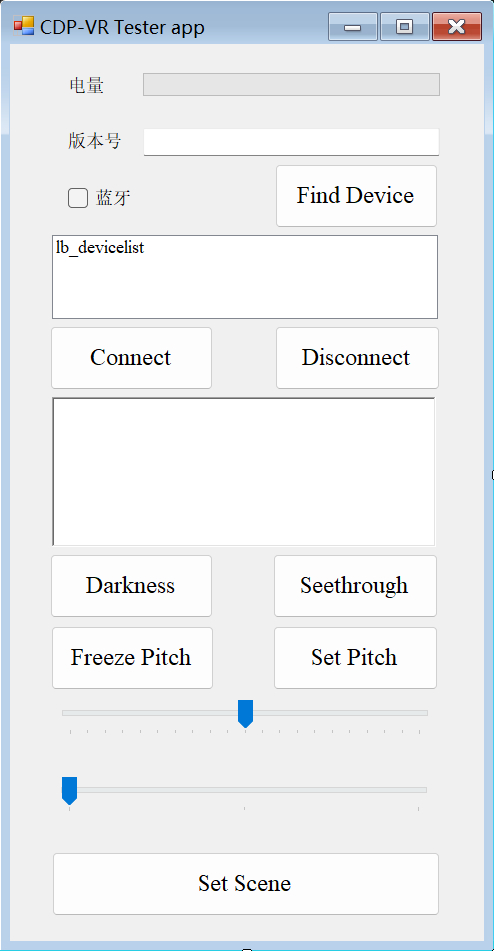 CDP-VR Tester app
电量
版本号
蓝牙
Find Device
lb_devicelist
Connect
Disconnect
Darkness
Seethrough
Freeze Pitch
Set Pitch
Set Scene